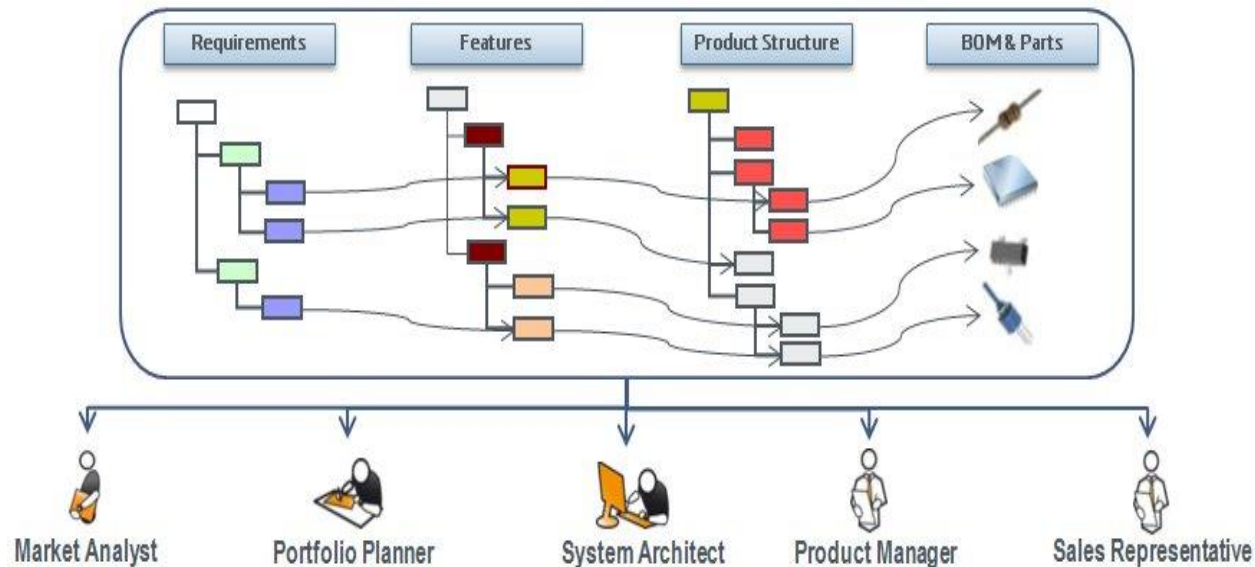 Requirements
Features
Product Structure
BOM & Parts
Market Analyst
Portfolio Planner
System Architect
Product Manager
Sales Representative